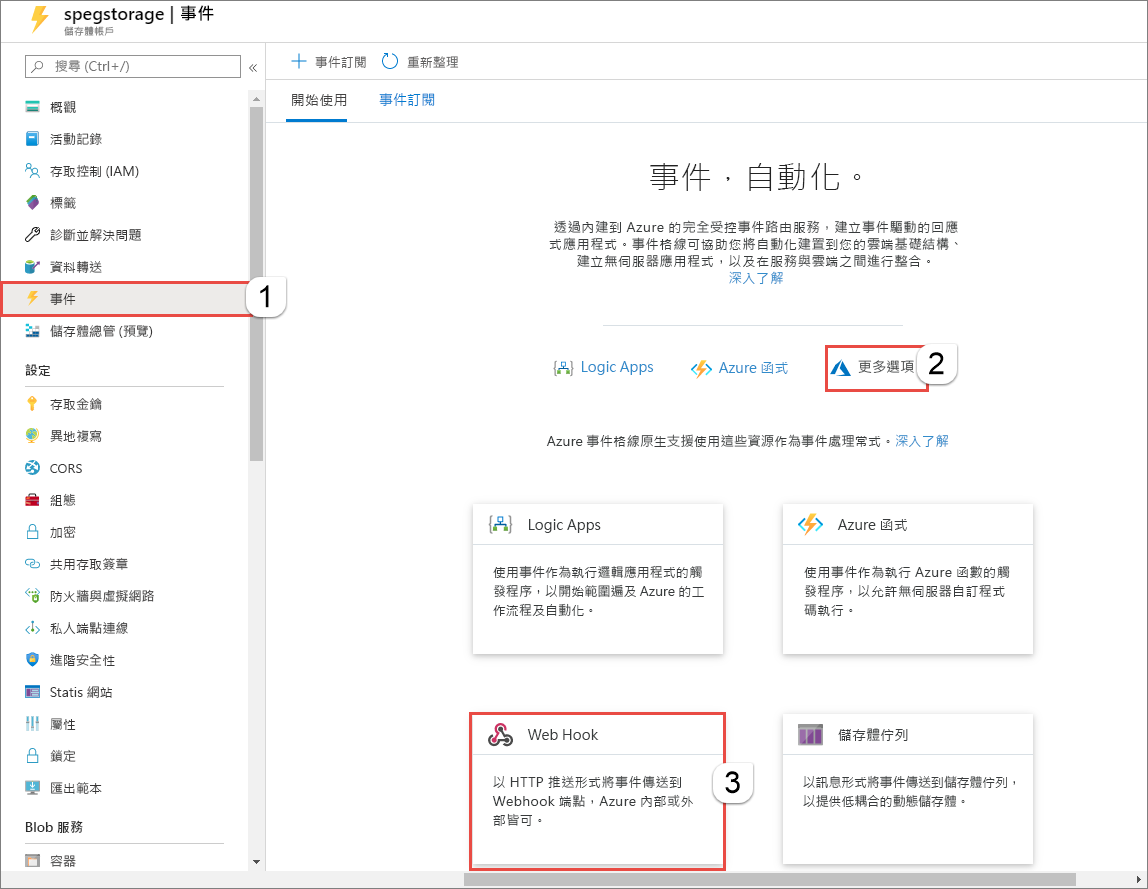 spegstorage | 事件
儲存體帳戶
搜尋 (Ctrl+/)
«
概觀
活動記錄
存取控制 (IAM)
標籤
診斷並解決問題
資料轉送
事件
1
儲存體總管 (預覽)
設定
存取金鑰
異地複寫
CORS
組態
加密
共用存取簽章
防火牆與虛擬網路
私人端點連線
進階安全性
Statis 網站
屬性
鎖定
匯出範本
Blob 服務
容器
事件訂閱
重新整理
開始使用
事件訂閱
事件，自動化。
透過內建到 Azure 的完全受控事件路由服務，建立事件驅動的回應
式應用程式。事件格線可協助您將自動化建置到您的雲端基礎結構、
建立無伺服器應用程式，以及在服務與雲端之間進行整合。
深入了解
Logic Apps
Azure 函式
更多選項
2
Azure 事件格線原生支援使用這些資源作為事件處理常式。深入了解
Logic Apps
使用事件作為執行邏輯應用程式的觸
發程序，以開始範圍遍及 Azure 的工
作流程及自動化。
Azure 函式
使用事件作為執行 Azure 函數的觸
發程序，以允許無伺服器自訂程式
碼執行。
Web Hook
以 HTTP 推送形式將事件傳送到
Webhook 端點，Azure 內部或外
部皆可。
3
儲存體佇列
以訊息形式將事件傳送到儲存體佇列，
以提供低耦合的動態儲存體。